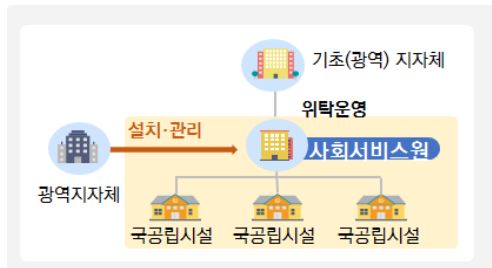 기초(광역) 지자체
위탁운영
설치·관리
사회서비스원
광역지자체
국공립시설 국공립시설 국공립시설